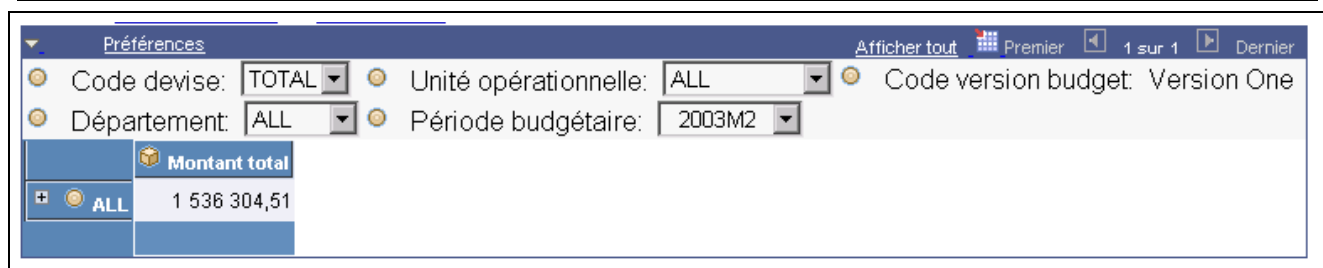 Préférences Afficher tout Premier 1 sur 1 Dernier
Code devise: TOTAL Unité opérationnelle: ALL Code version budget: Version One
Département: ALL Période budgétaire: 2003M2
Montant total
ALL 1 536 304,51